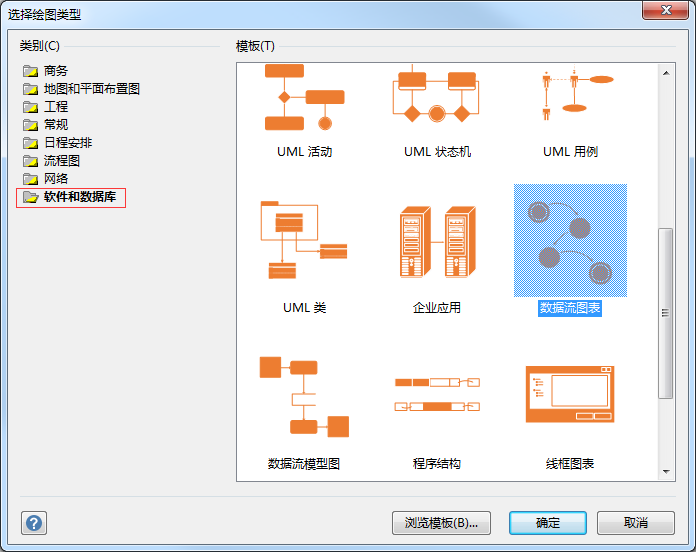 选择绘图类型
类别(C)
商务
地图和平面布置图
工程
常规
日程安排
流程图
网络
软件和数据库
模板(T)
UML 活动
UML 状态机
UML 用例
UML 类
企业应用
数据流图表
数据流模型图
程序结构
线框图表
浏览模板(B)...
确定
取消